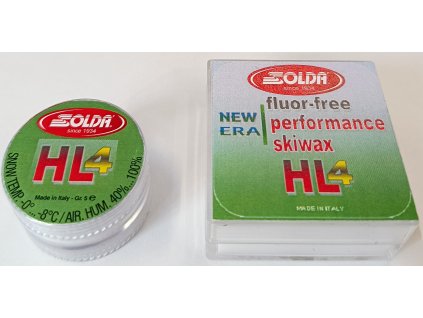 SOLDA
since 1934
HL4
Made in Italy - Gr. 5 e
SNOW TEMP. -0°... -8°C / AIR. HUM. 40%...100%
SOLDA
since 1934
NEW
ERA
fluor-free
performance
skiwax
HL4
MADE IN ITALY